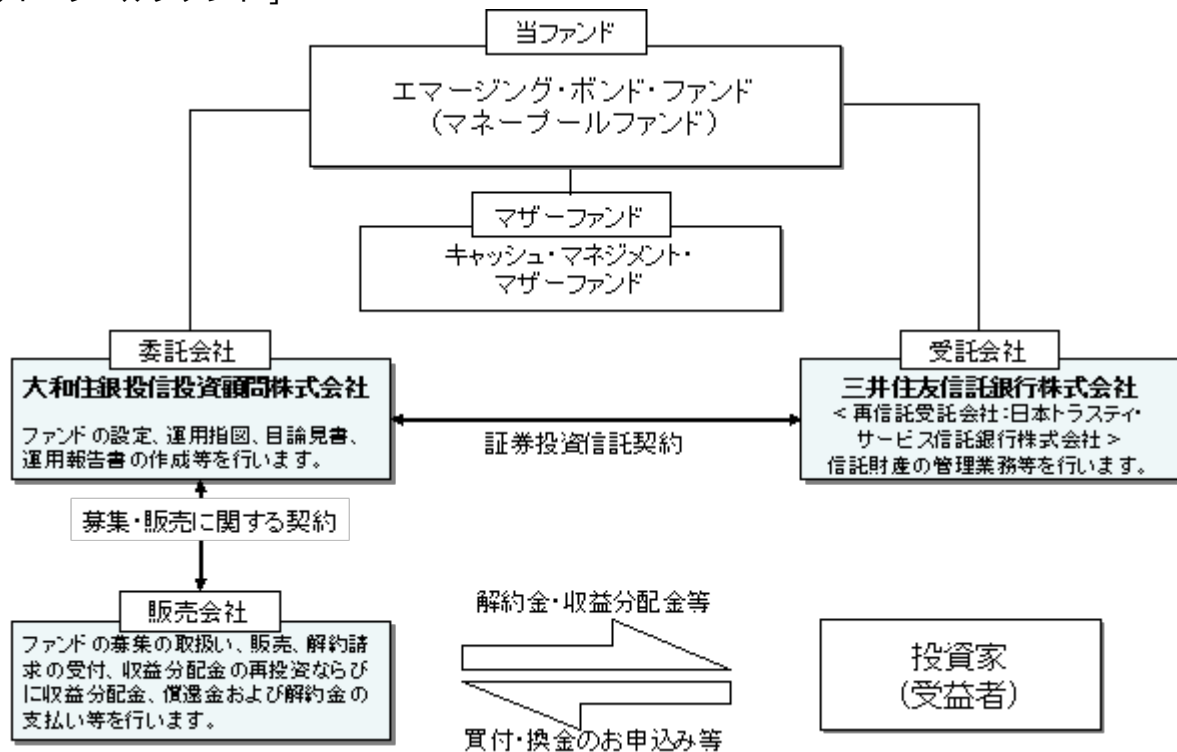 当ファンド
エマージング・ボンド・ファンド
(マネープールファンド)
マザーファンド
キャッシュ・マネジメント・
マザーファンド
委託会社
大和住銀投信投資顧問株式会社
ファンドの設定、運用指図、目論見書、
運用報告書の作成等を行います。
受託会社
三井住友信託銀行株式会社
<再信託受託会社:日本トラスティ・
サービス信託銀行株式会社>
信託財産の管理業務等を行います。
証券投資信託契約
募集・販売に関する契約
販売会社
ファンドの募集の取扱い、販売、解約請
求の受付、収益分配金の再投資ならび
に収益分配金、償還金および解約金の
支払い等を行います。
解約金・収益分配金等
買付・換金のお申込み等
投資家
(受益者)